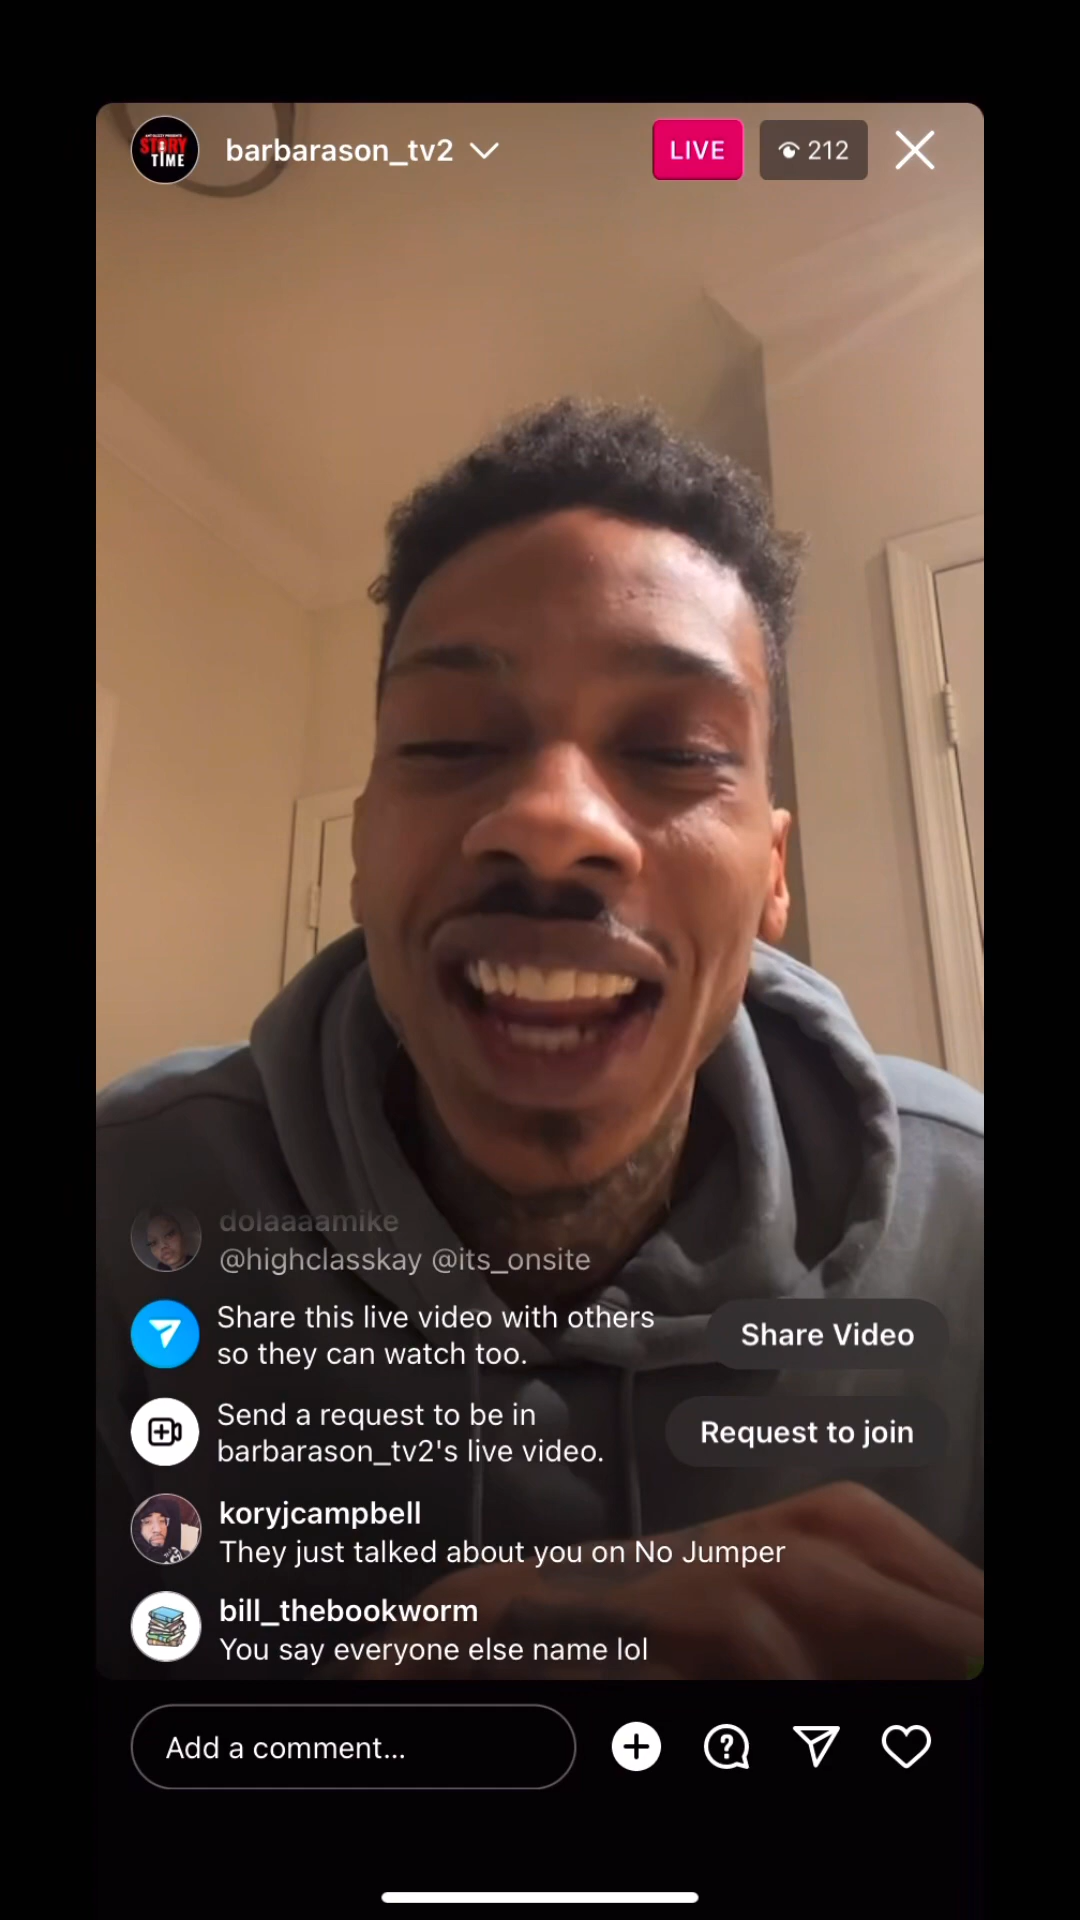 STORY
TIME
barbarason_tv2
LIVE
212
dolaaaamike
@highclasskay @its_onsite
Share this live video with others
so they can watch too.
Share Video
Send a request to be in
barbarason_tv2's live video.
Request to join
koryjcampbell
They just talked about you on No Jumper
bill_thebookworm
You say everyone else name lol
Add a comment...